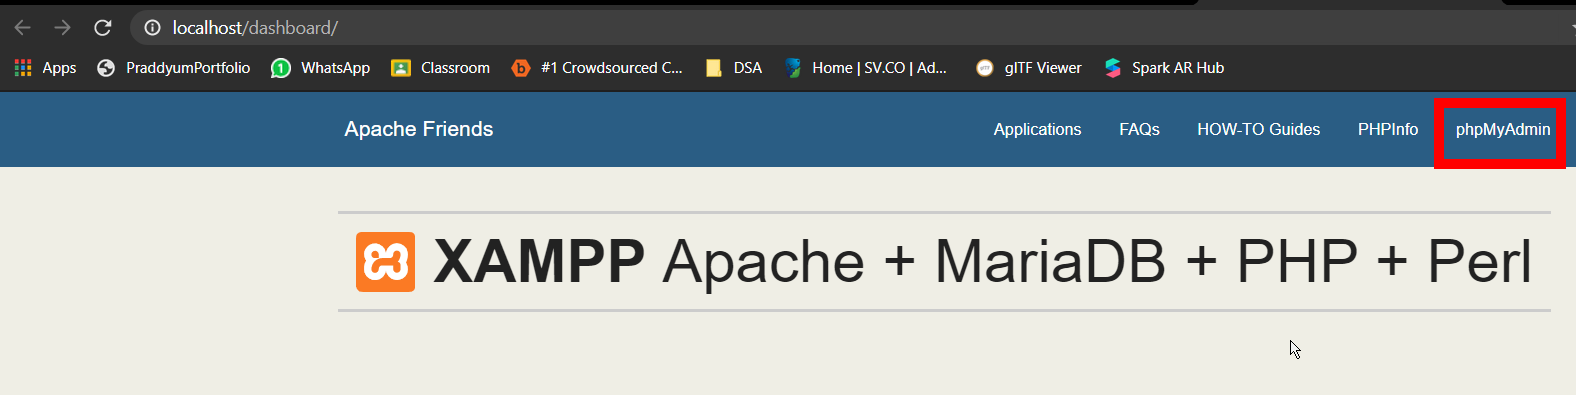 localhost/dashboard/
Apps PraddyumPortfolio WhatsApp Classroom #1 Crowdsourced C... DSA Home | SV.CO | Ad... glTF Viewer Spark AR Hub
Apache Friends Applications FAQs HOW-TO Guides PHPInfo phpMyAdmin
XAMPP Apache + MariaDB + PHP + Perl